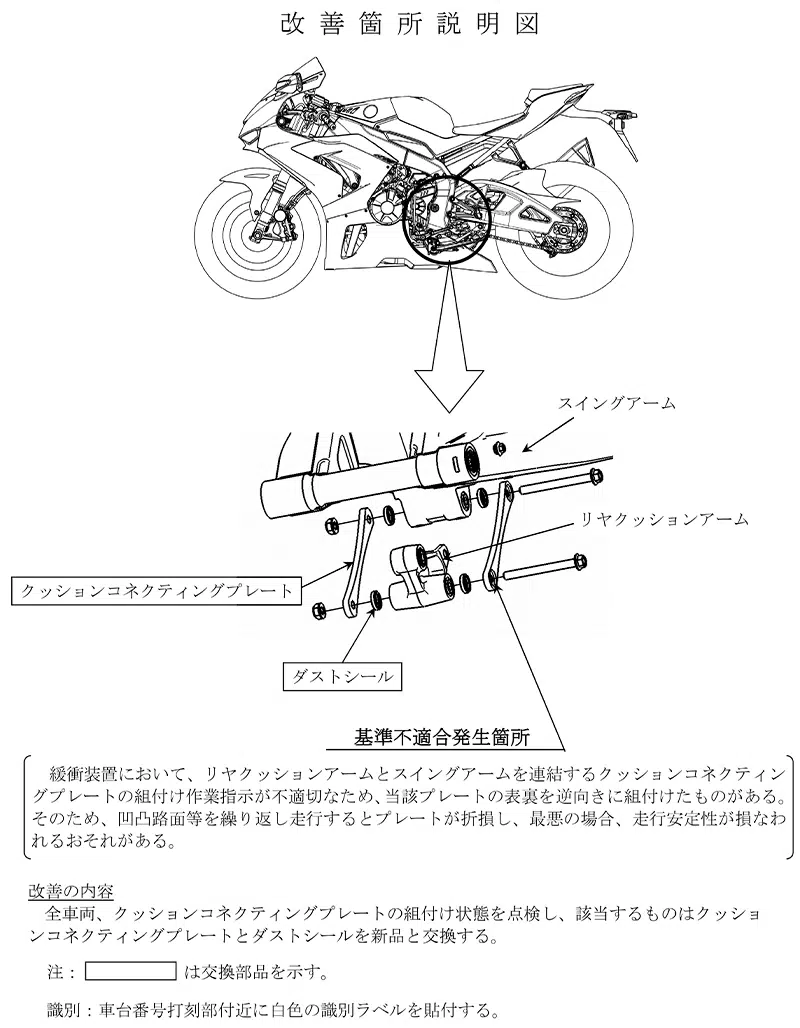 改善箇所説明図
スイングアーム
リヤクッションアーム
クッションコネクティングプレート
ダストシール
基準不適合発生箇所
緩衝装置において、リヤクッションアームとスイングアームを連結するクッションコネクティン
グプレートの組付け作業指示が不適切なため、当該プレートの表裏を逆向きに組付けたものがある。
そのため、凹凸路面等を繰り返し走行するとプレートが折損し、最悪の場合、走行安定性が損なわ
れるおそれがある。
改善の内容
全車両、クッションコネクティングプレートの組付け状態を点検し、該当するものはクッショ
ンコネクティングプレートとダストシールを新品と交換する。
注： は交換部品を示す。
識別：車台番号打刻部付近に白色の識別ラベルを貼付する。